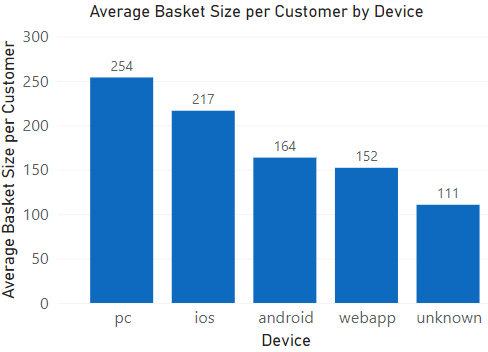 Average Basket Size per Customer by Device
Average Basket Size per Customer
300
250
200
150
100
50
0
254
217
164
152
111
pc
ios
android
webapp
unknown
Device